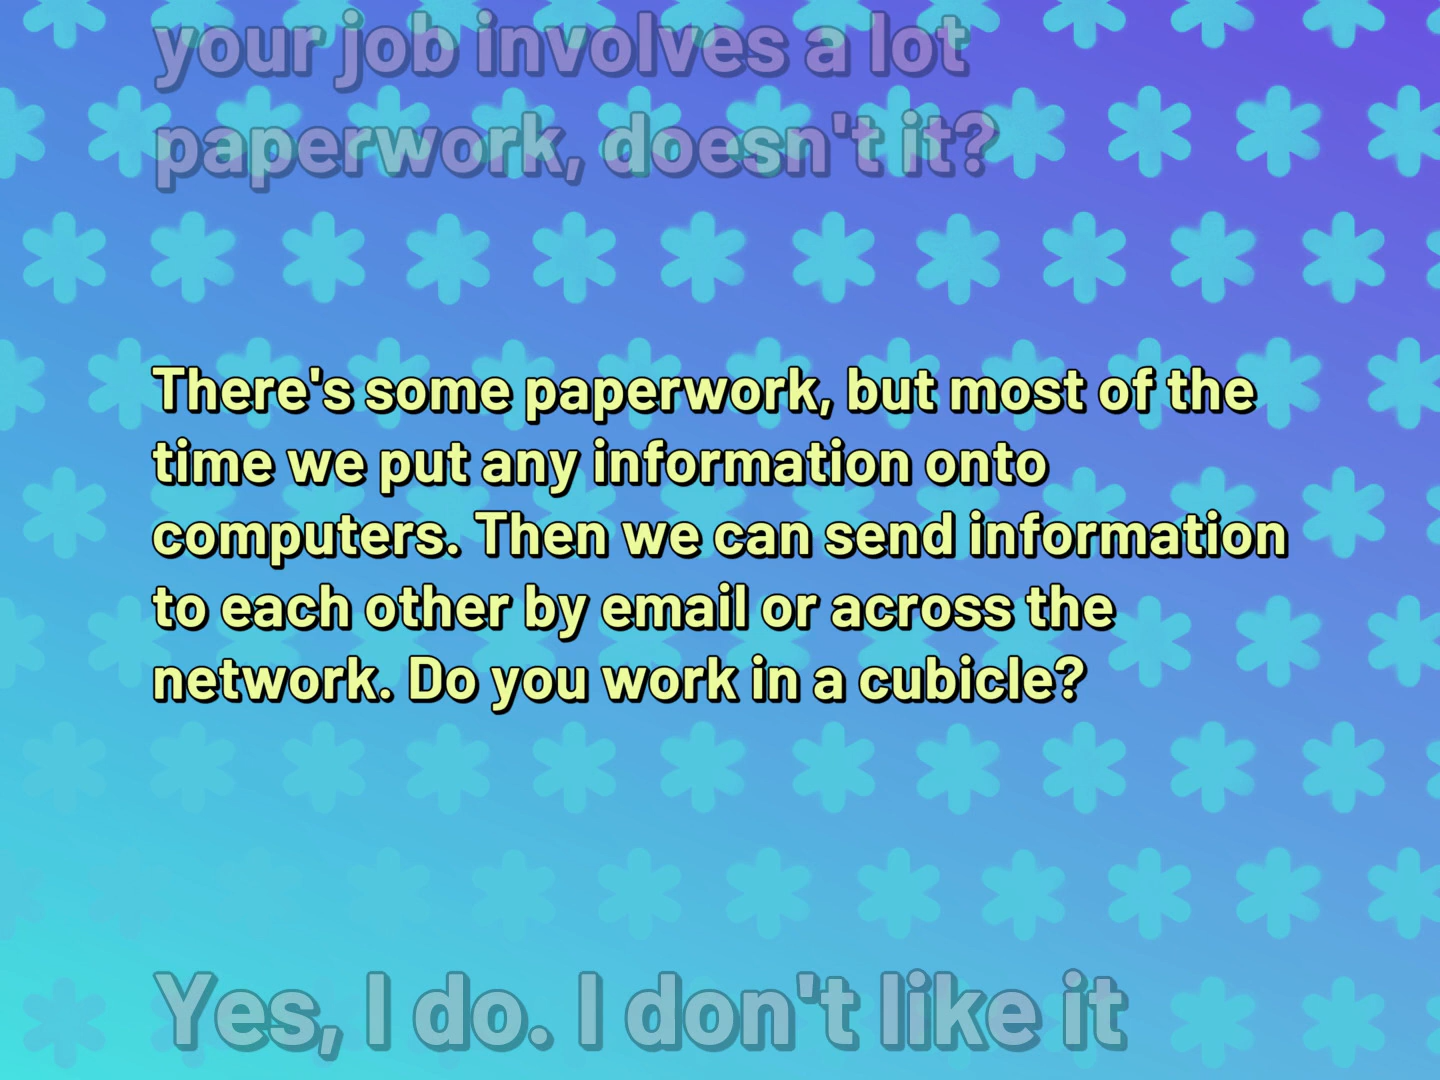 your job involves a lot
paperwork, doesn't it?
There's some paperwork, but most of the
time we put any information onto
computers. Then we can send information
to each other by email or across the
network. Do you work in a cubicle?
Yes, I do. I don't like it